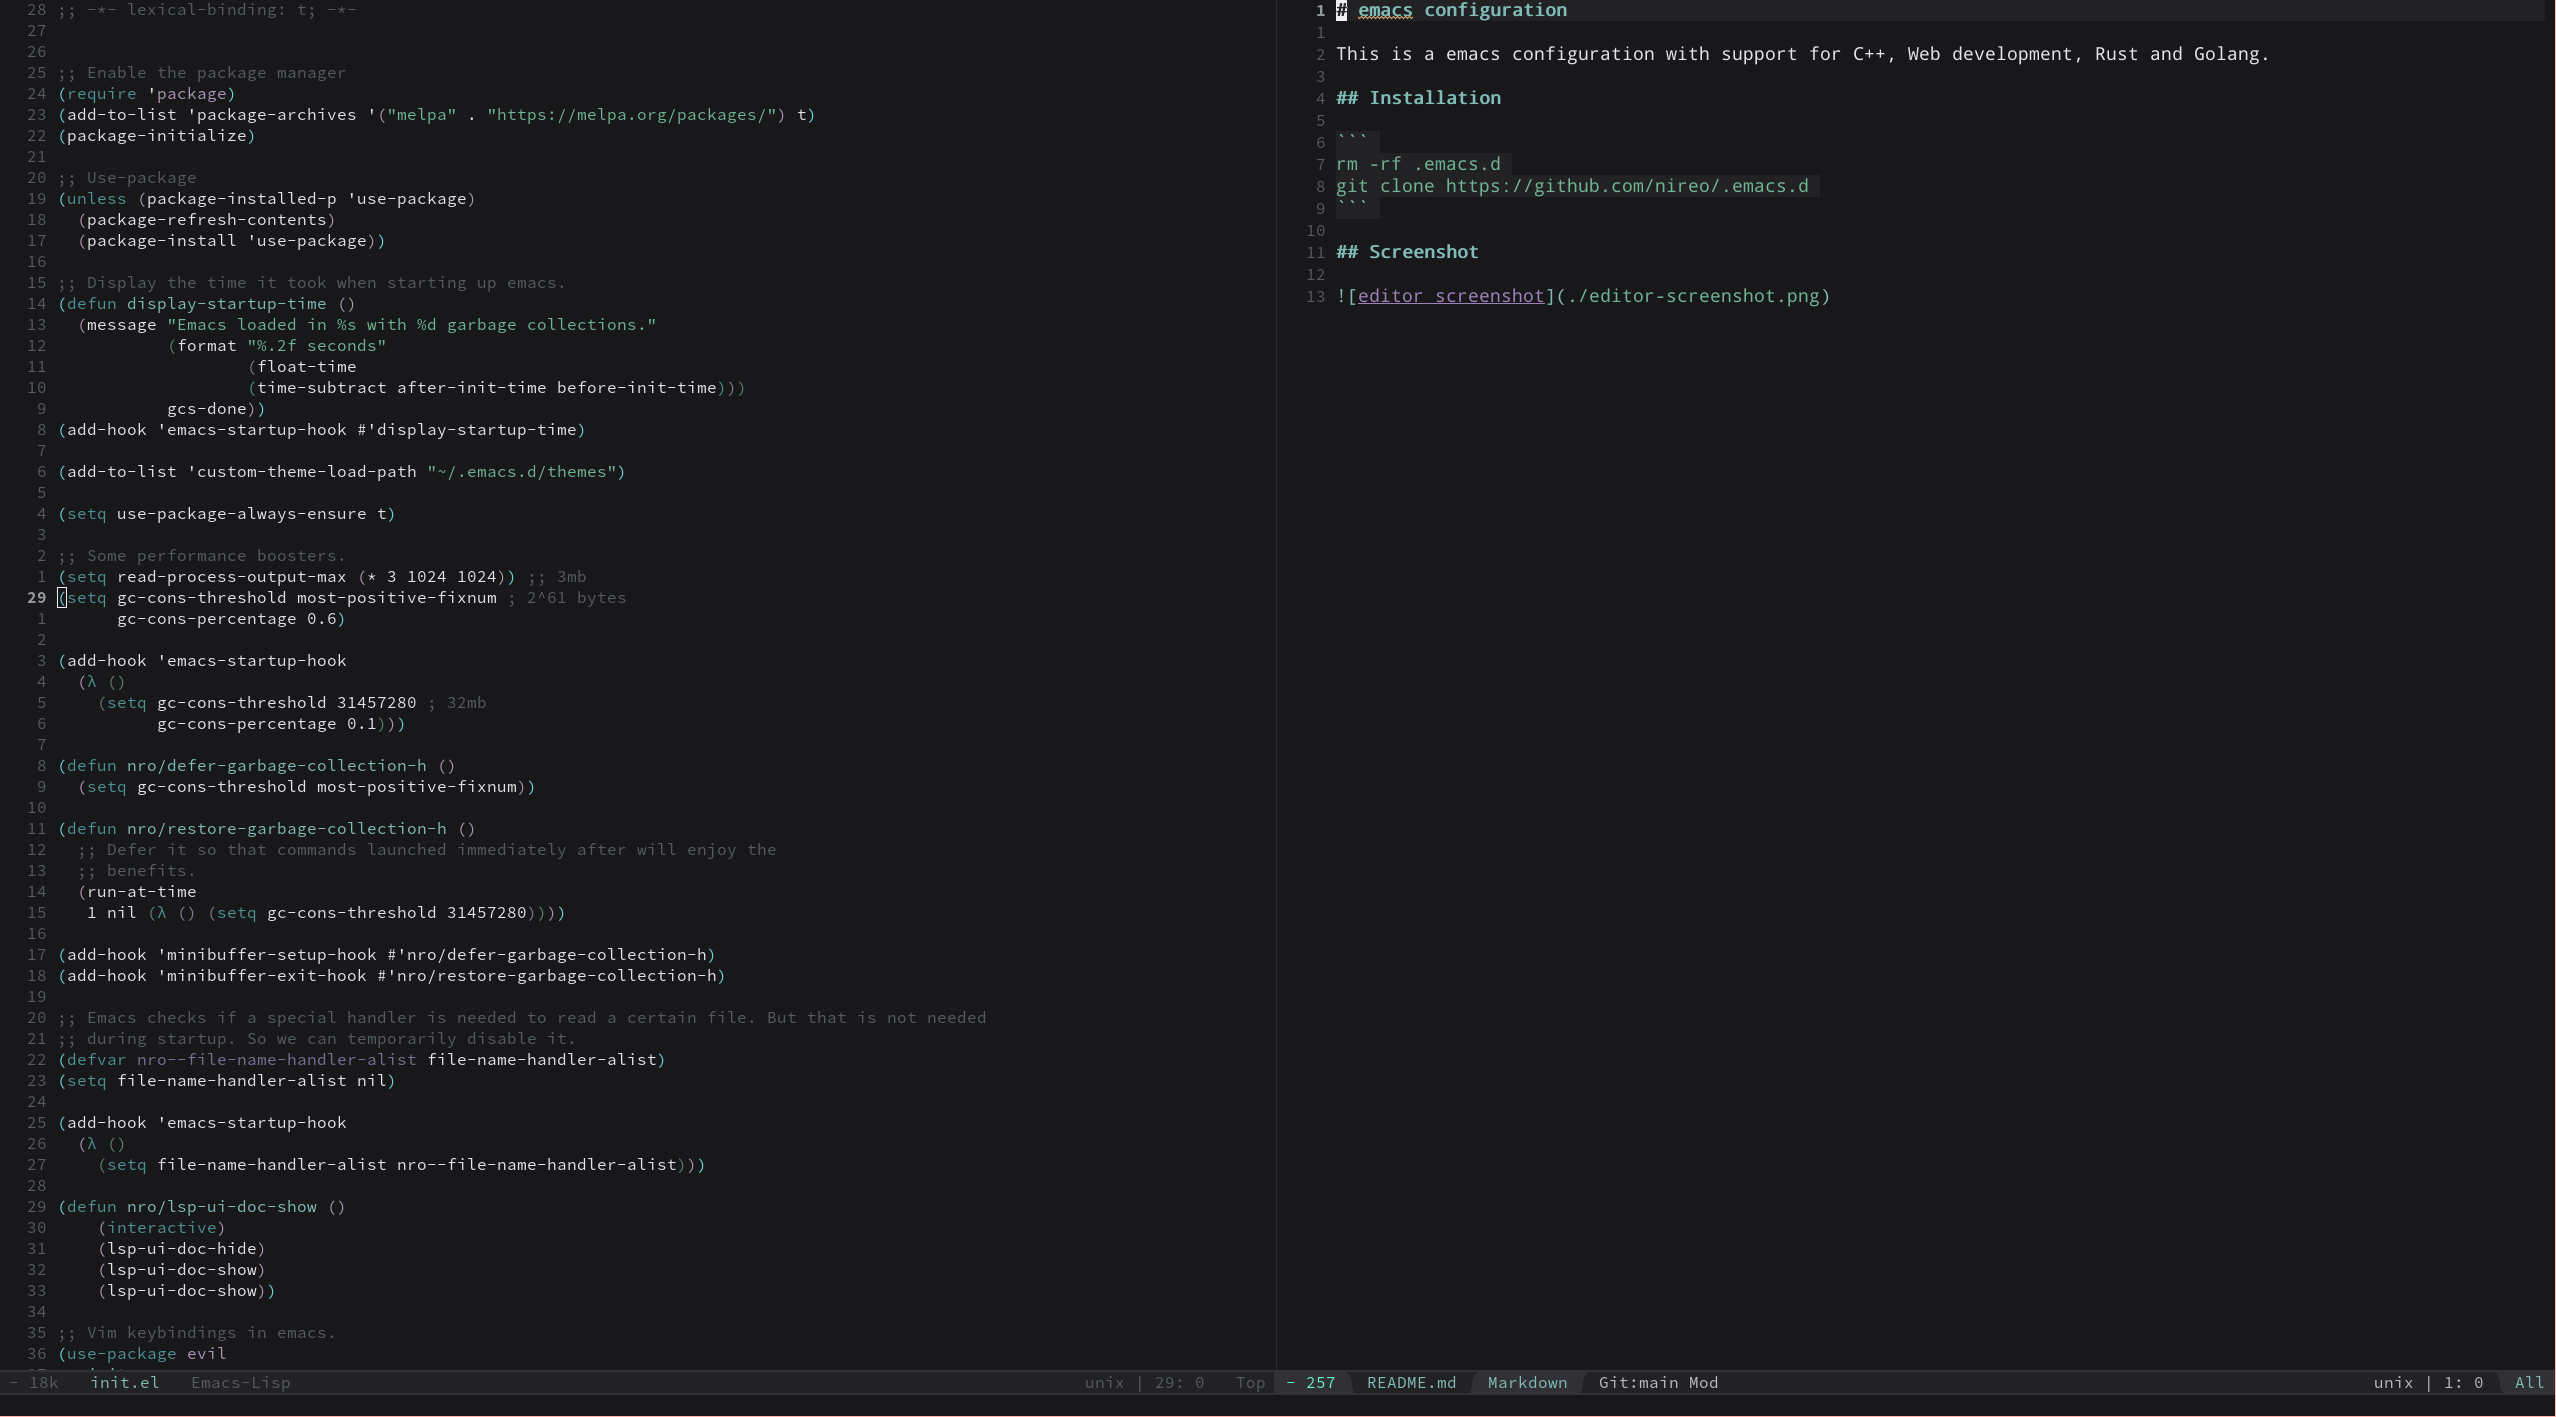 28 ;; -*- lexical-binding: t; -*-
27
26
25 ;; Enable the package manager
24 (require 'package)
23 (add-to-list 'package-archives '("melpa" . "https://melpa.org/packages/") t)
22 (package-initialize)
21
20 ;; Use-package
19 (unless (package-installed-p 'use-package)
18   (package-refresh-contents)
17   (package-install 'use-package))
16
15 ;; Display the time it took when starting up emacs.
14 (defun display-startup-time ()
13   (message "Emacs loaded in %s with %d garbage collections."
12            (format "%.2f seconds"
11                    (float-time
10                    (time-subtract after-init-time before-init-time)))
9            gcs-done))
8 (add-hook 'emacs-startup-hook #'display-startup-time)
7
6 (add-to-list 'custom-theme-load-path "~/.emacs.d/themes")
5
4 (setq use-package-always-ensure t)
3
2 ;; Some performance boosters.
1 (setq read-process-output-max (* 3 1024 1024)) ;; 3mb
29 (setq gc-cons-threshold most-positive-fixnum ; 2^61 bytes
1       gc-cons-percentage 0.6)
2
3 (add-hook 'emacs-startup-hook
4   (λ ()
5     (setq gc-cons-threshold 31457280 ; 32mb
6           gc-cons-percentage 0.1)))
7
8 (defun nro/defer-garbage-collection-h ()
9   (setq gc-cons-threshold most-positive-fixnum))
10
11 (defun nro/restore-garbage-collection-h ()
12   ;; Defer it so that commands launched immediately after will enjoy the
13   ;; benefits.
14   (run-at-time
15    1 nil (λ () (setq gc-cons-threshold 31457280))))
16
17 (add-hook 'minibuffer-setup-hook #'nro/defer-garbage-collection-h)
18 (add-hook 'minibuffer-exit-hook #'nro/restore-garbage-collection-h)
19
20 ;; Emacs checks if a special handler is needed to read a certain file. But that is not needed
21 ;; during startup. So we can temporarily disable it.
22 (defvar nro--file-name-handler-alist file-name-handler-alist)
23 (setq file-name-handler-alist nil)
24
25 (add-hook 'emacs-startup-hook
26   (λ ()
27     (setq file-name-handler-alist nro--file-name-handler-alist)))
28
29 (defun nro/lsp-ui-doc-show ()
30     (interactive)
31     (lsp-ui-doc-hide)
32     (lsp-ui-doc-show)
33     (lsp-ui-doc-show))
34
35 ;; Vim keybindings in emacs.
36 (use-package evil
- 18k init.el Emacs-Lisp unix | 29: 0 Top
1 # emacs configuration
1
2 This is a emacs configuration with support for C++, Web development, Rust and Golang.
3
4 ## Installation
5
6 ```
7 rm -rf .emacs.d
8 git clone https://github.com/nireo/.emacs.d
9 ```
10
11 ## Screenshot
12
13 ![editor screenshot](./editor-screenshot.png)
- 257 README.md Markdown Git:main Mod unix | 1: 0 All